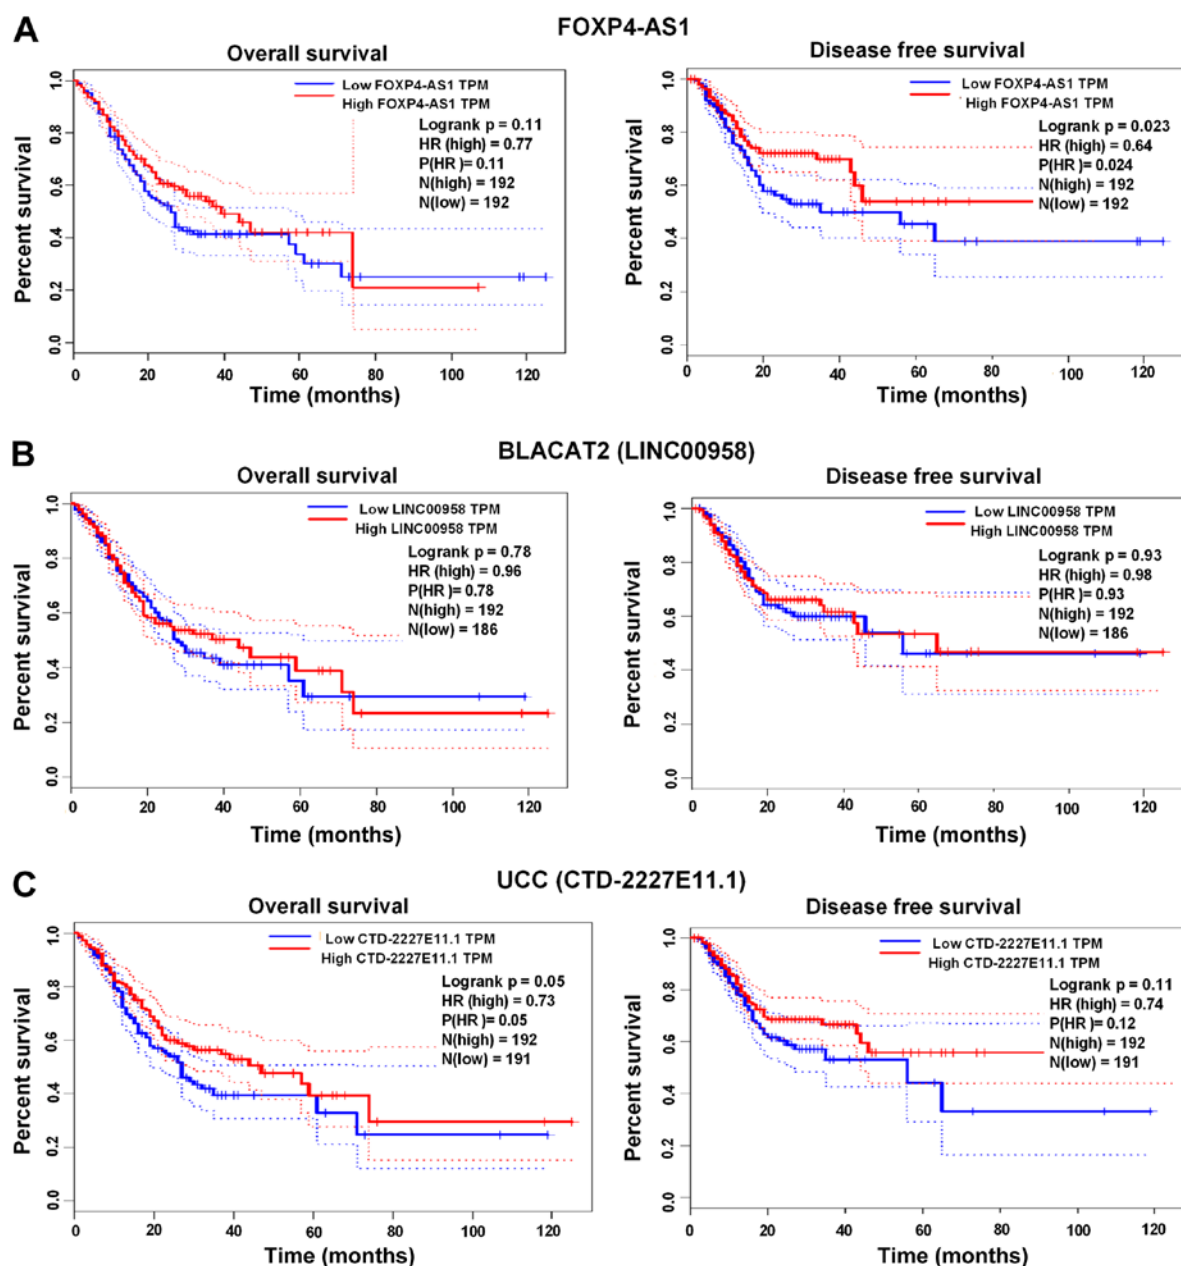 A
FOXP4-AS1
Overall survival
Low FOXP4-AS1 TPM
High FOXP4-AS1 TPM
Logrank p = 0.11
HR (high) = 0.77
P(HR )= 0.11
N(high) = 192
N(low) = 192
Percent survival
0.0
0.2
0.4
0.6
0.8
1.0
0
20
40
60
80
100
120
Time (months)
Disease free survival
Low FOXP4-AS1 TPM
High FOXP4-AS1 TPM
Logrank p = 0.023
HR (high) = 0.64
P(HR )= 0.024
N(high) = 192
N(low) = 192
Percent survival
0.0
0.2
0.4
0.6
0.8
1.0
0
20
40
60
80
100
120
Time (months)
B
BLACAT2 (LINC00958)
Overall survival
Low LINC00958 TPM
High LINC00958 TPM
Logrank p = 0.78
HR (high) = 0.96
P(HR )= 0.78
N(high) = 192
N(low) = 186
Percent survival
0.0
0.2
0.4
0.6
0.8
1.0
0
20
40
60
80
100
120
Time (months)
Disease free survival
Low LINC00958 TPM
High LINC00958 TPM
Logrank p = 0.93
HR (high) = 0.98
P(HR )= 0.93
N(high) = 192
N(low) = 186
Percent survival
0.0
0.2
0.4
0.6
0.8
1.0
0
20
40
60
80
100
120
Time (months)
C
UCC (CTD-2227E11.1)
Overall survival
Low CTD-2227E11.1 TPM
High CTD-2227E11.1 TPM
Logrank p = 0.05
HR (high) = 0.73
P(HR )= 0.05
N(high) = 192
N(low) = 191
Percent survival
0.0
0.2
0.4
0.6
0.8
1.0
0
20
40
60
80
100
120
Time (months)
Disease free survival
Low CTD-2227E11.1 TPM
High CTD-2227E11.1 TPM
Logrank p = 0.11
HR (high) = 0.74
P(HR )= 0.12
N(high) = 192
N(low) = 191
Percent survival
0.0
0.2
0.4
0.6
0.8
1.0
0
20
40
60
80
100
120
Time (months)